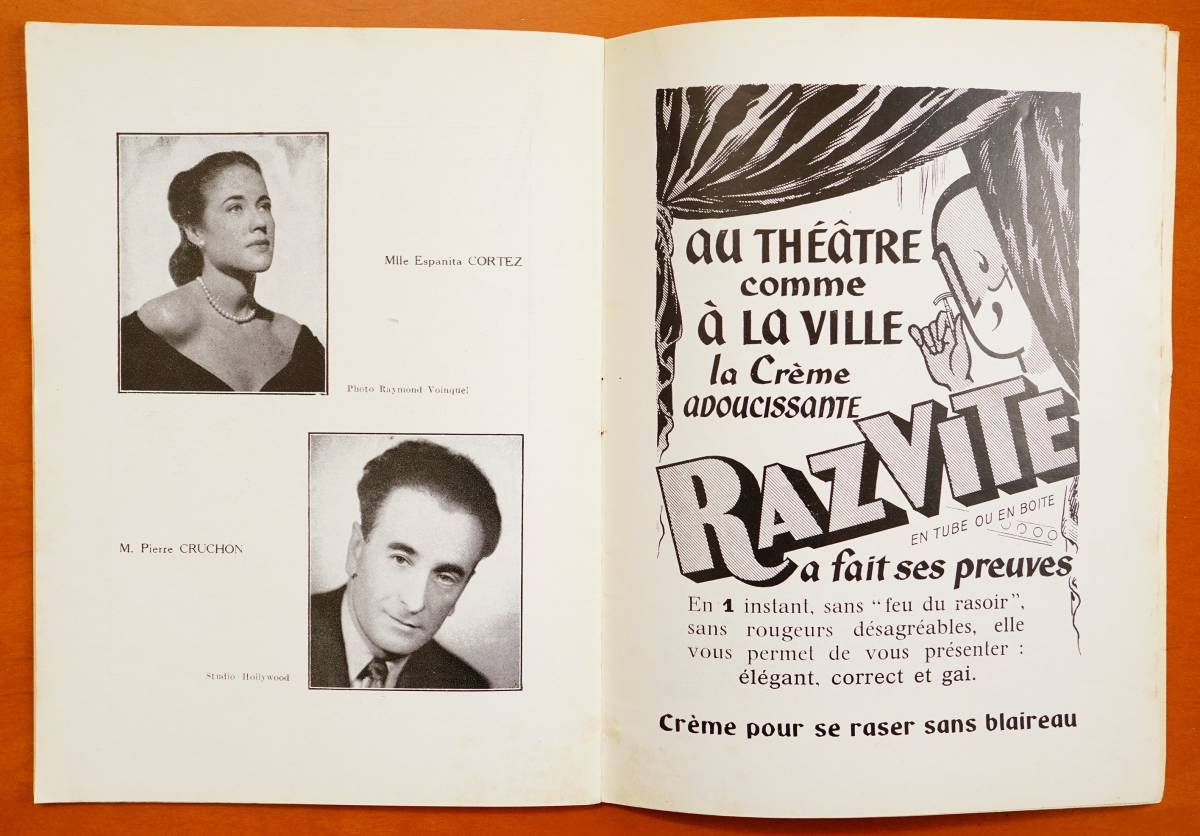 Mlle Espanita CORTEZ
Photo Raymond Voinquel
M. Pierre CRUCHON
Studio Hollywood
AU THÉÂTRE
comme
À LA VILLE
la Crème
ADOUCISSANTE
RAZVITE
EN TUBE OU EN BOITE
a fait ses preuves
En 1 instant, sans "feu du rasoir",
sans rougeurs désagréables, elle
vous permet de vous présenter :
élégant, correct et gai.
Crème pour se raser sans blaireau